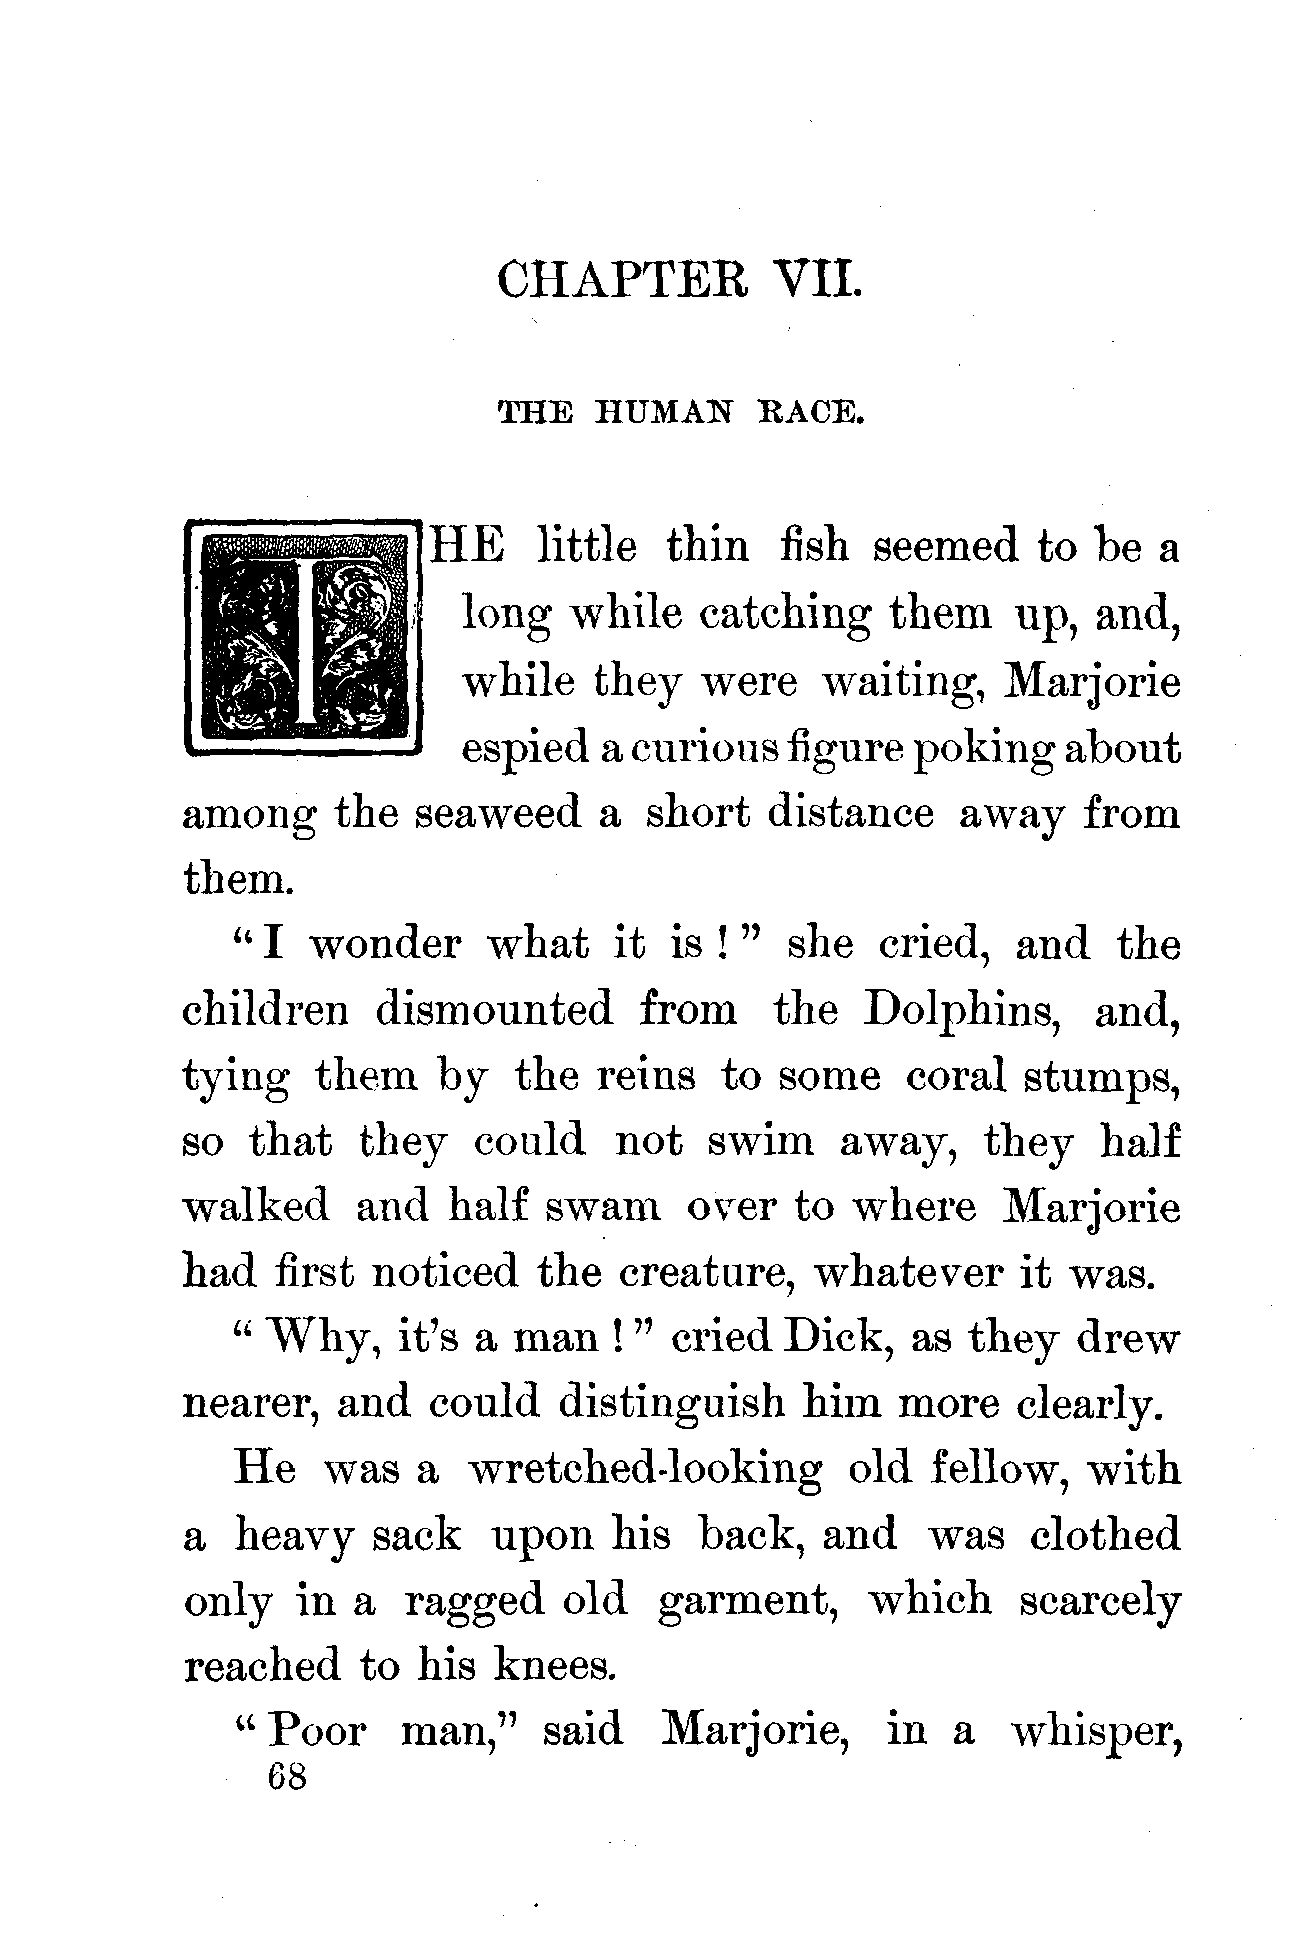 CHAPTER VII.
THE HUMAN RACE.
THE little thin fish seemed to be a
long while catching them up, and,
while they were waiting, Marjorie
espied a curious figure poking about
among the seaweed a short distance away from
them.
"I wonder what it is!" she cried, and the
children dismounted from the Dolphins, and,
tying them by the reins to some coral stumps,
so that they could not swim away, they half
walked and half swam over to where Marjorie
had first noticed the creature, whatever it was.
"Why, it's a man!" cried Dick, as they drew
nearer, and could distinguish him more clearly.
He was a wretched-looking old fellow, with
a heavy sack upon his back, and was clothed
only in a ragged old garment, which scarcely
reached to his knees.
"Poor man," said Marjorie, in a whisper,
68